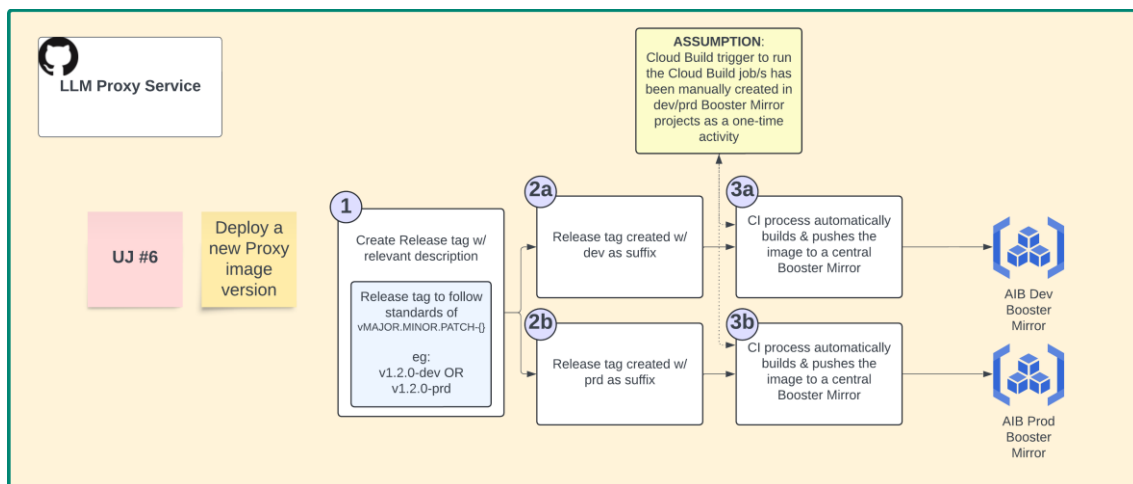 LLM Proxy Service
ASSUMPTION:
Cloud Build trigger to run
the Cloud Build job/s has
been manually created in
dev/prd Booster Mirror
projects as a one-time
activity
UJ #6
Deploy a
new Proxy
image
version
1
Create Release tag w/
relevant description
Release tag to follow
standards of
vMAJOR.MINOR.PATCH-{}
eg:
v1.2.0-dev OR
v1.2.0-prd
2a
Release tag created w/
dev as suffix
2b
Release tag created w/
prd as suffix
3a
CI process automatically
builds & pushes the
image to a central
Booster Mirror
3b
CI process automatically
builds & pushes the
image to a central
Booster Mirror
AIB Dev
Booster
Mirror
AIB Prod
Booster
Mirror